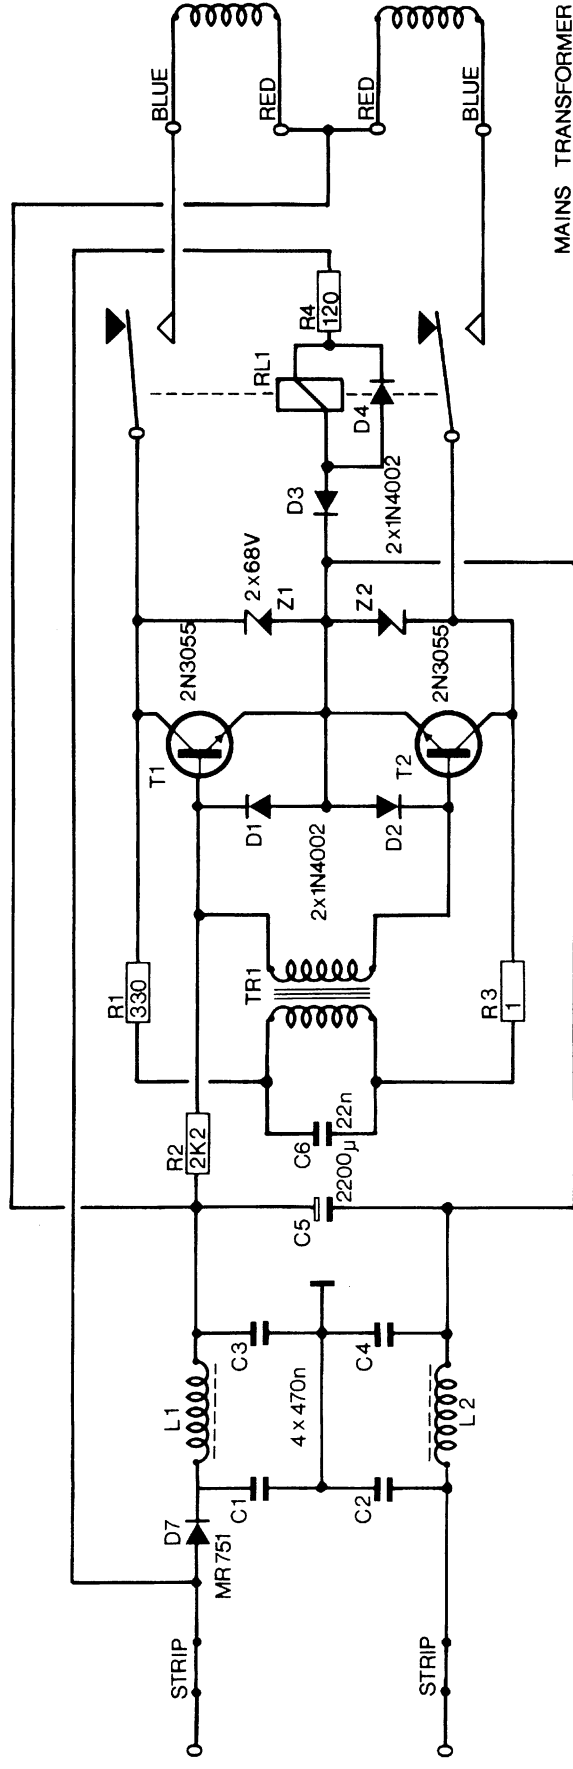 STRIP
STRIP
D7
MR751
L1
L2
C1
C2
C3
C4
4 x 470n
C5
2200µ
R2
2K2
C6
22n
R1
330
R3
1
TR1
2x1N4002
D1
D2
T1
2N3055
T2
2N3055
2x68V
Z1
Z2
D3
2x1N4002
D4
RL1
R4
120
BLUE
RED
RED
BLUE
MAINS TRANSFORMER